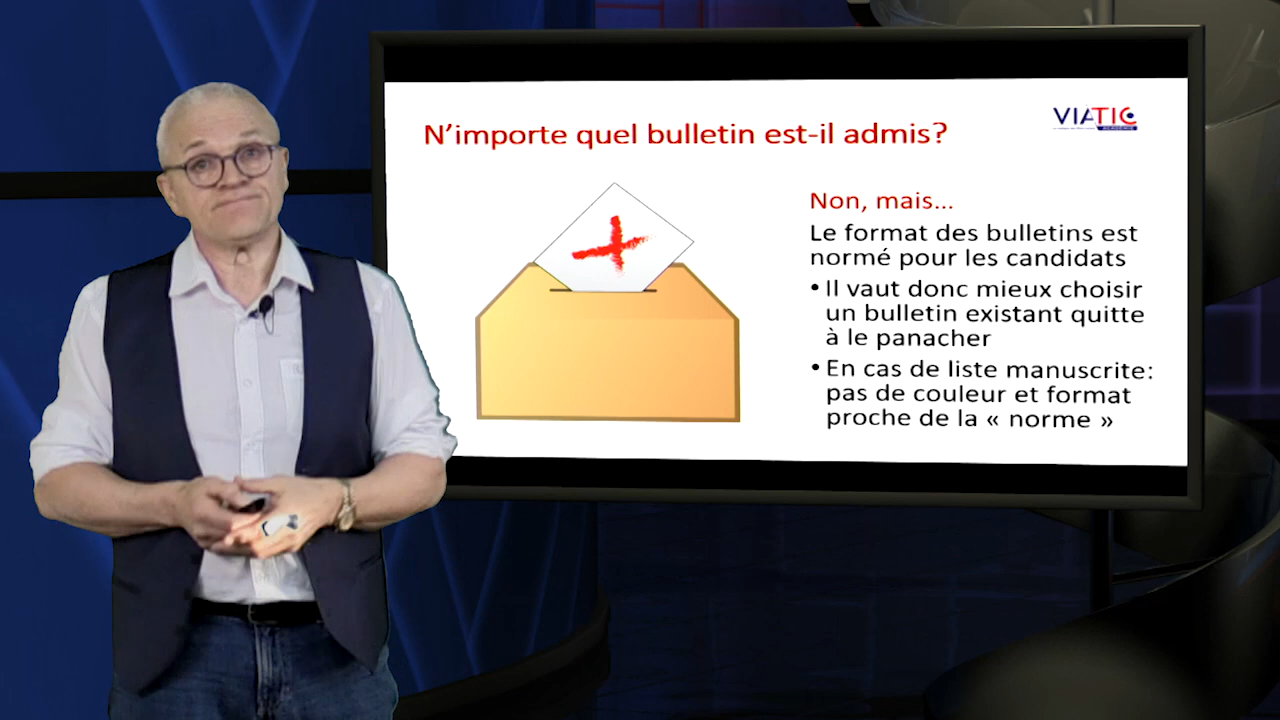 N'importe quel bulletin est-il admis?
VIATIC
ACADEMIE
Non, mais...
Le format des bulletins est
normé pour les candidats
• Il vaut donc mieux choisir
un bulletin existant quitte
à le panacher
• En cas de liste manuscrite:
pas de couleur et format
proche de la « norme »